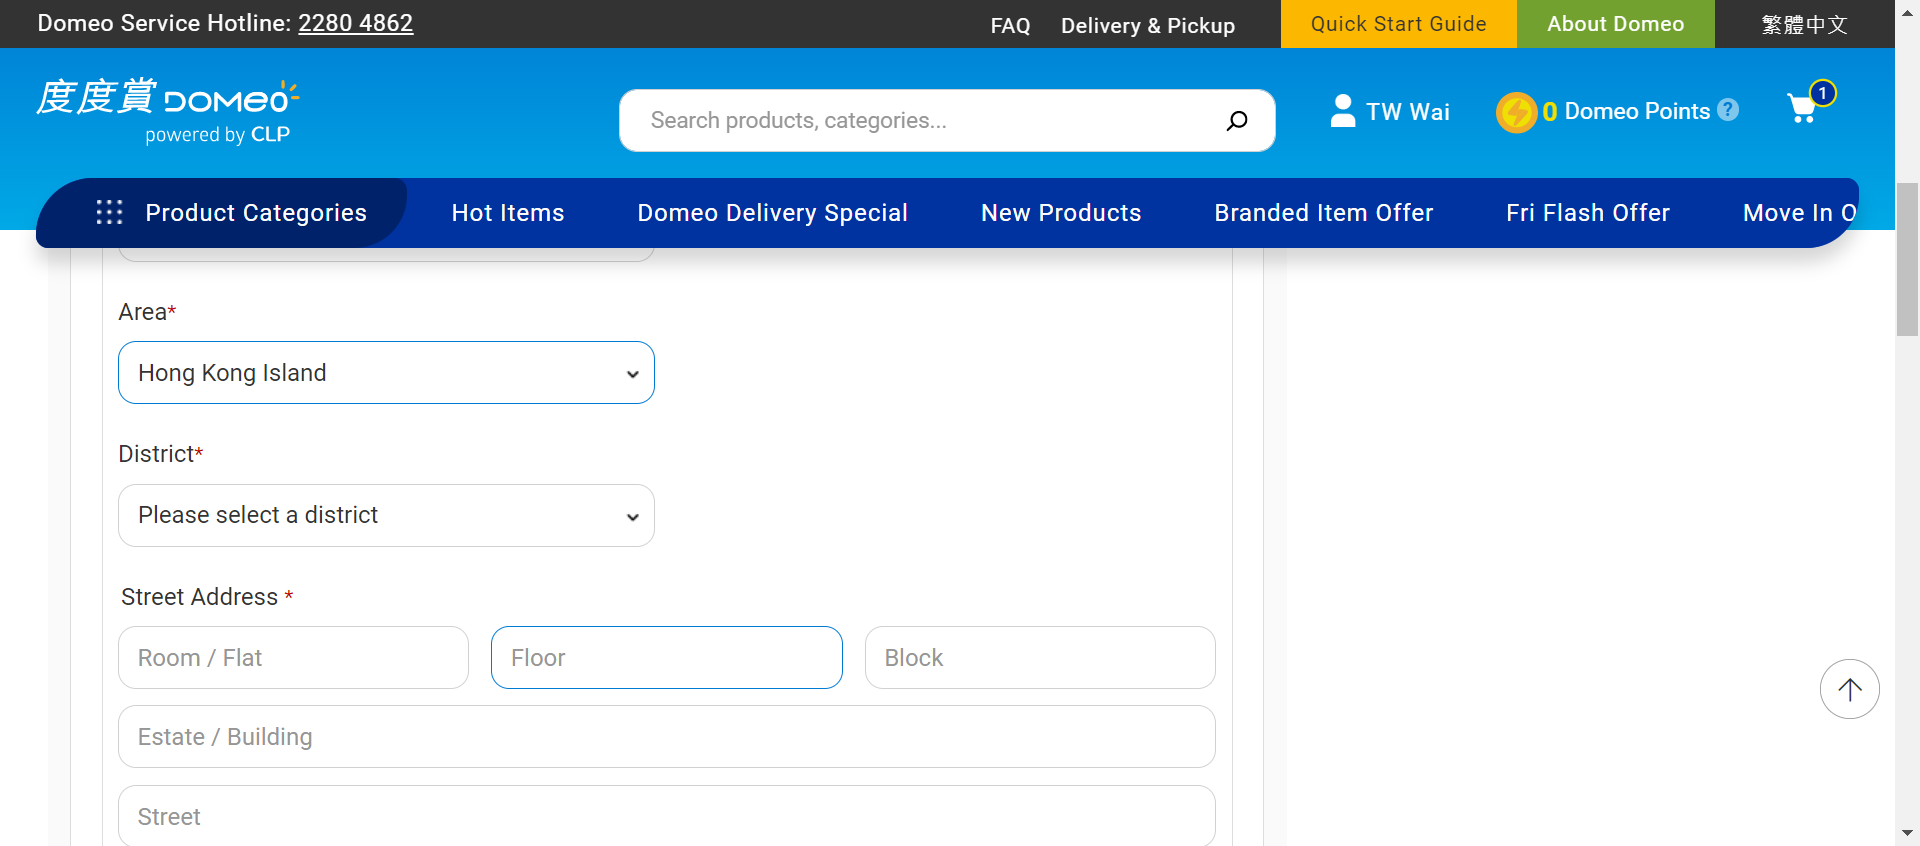 Domeo Service Hotline: 2280 4862
FAQ
Delivery & Pickup
Quick Start Guide
About Domeo
繁體中文
度度賞 DOMEO
powered by CLP
Search products, categories...
TW Wai
0 Domeo Points ?
1
Product Categories
Hot Items
Domeo Delivery Special
New Products
Branded Item Offer
Fri Flash Offer
Move In O
Area*
Hong Kong Island
District*
Please select a district
Street Address *
Room / Flat
Floor
Block
Estate / Building
Street